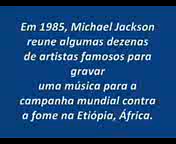 Em 1985, Michael Jackson
reune algumas dezenas
de artistas famosos para
gravar
uma música para a
campanha mundial contra
a fome na Etiópia, África.